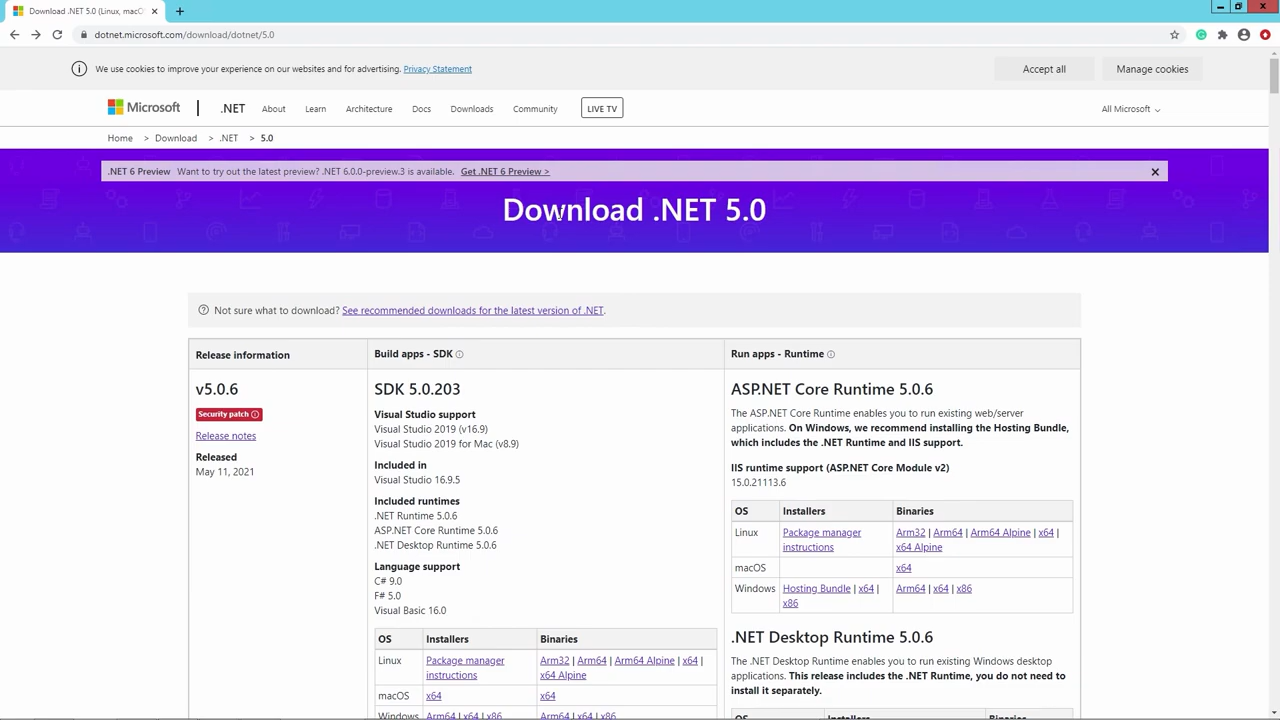 Download .NET 5.0 (Linux, macO
dotnet.microsoft.com/download/dotnet/5.0
We use cookies to improve your experience on our websites and for advertising. Privacy Statement
Accept all
Manage cookies
Microsoft
.NET
About
Learn
Architecture
Docs
Downloads
Community
LIVE TV
All Microsoft
Home > Download > .NET > 5.0
.NET 6 Preview Want to try out the latest preview? .NET 6.0.0-preview.3 is available. Get .NET 6 Preview >
Download .NET 5.0
Not sure what to download? See recommended downloads for the latest version of .NET.
Release information
v5.0.6
Security patch
Release notes
Released
May 11, 2021
Build apps - SDK
SDK 5.0.203
Visual Studio support
Visual Studio 2019 (v16.9)
Visual Studio 2019 for Mac (v8.9)
Included in
Visual Studio 16.9.5
Included runtimes
.NET Runtime 5.0.6
ASP.NET Core Runtime 5.0.6
.NET Desktop Runtime 5.0.6
Language support
C# 9.0
F# 5.0
Visual Basic 16.0
OS Installers Binaries
Linux Package manager instructions Arm32 | Arm64 | Arm64 Alpine | x64 | x64 Alpine
macOS x64 x64
Windows Arm64 | x64 | x86 Arm64 | x64 | x86
Run apps - Runtime
ASP.NET Core Runtime 5.0.6
The ASP.NET Core Runtime enables you to run existing web/server
applications. On Windows, we recommend installing the Hosting Bundle,
which includes the .NET Runtime and IIS support.
IIS runtime support (ASP.NET Core Module v2)
15.0.21113.6
OS Installers Binaries
Linux Package manager instructions Arm32 | Arm64 | Arm64 Alpine | x64 | x64 Alpine
macOS x64
Windows Hosting Bundle | x64 | x86 Arm64 | x64 | x86
.NET Desktop Runtime 5.0.6
The .NET Desktop Runtime enables you to run existing Windows desktop
applications. This release includes the .NET Runtime, you do not need to
install it separately.
OS Installers Binaries